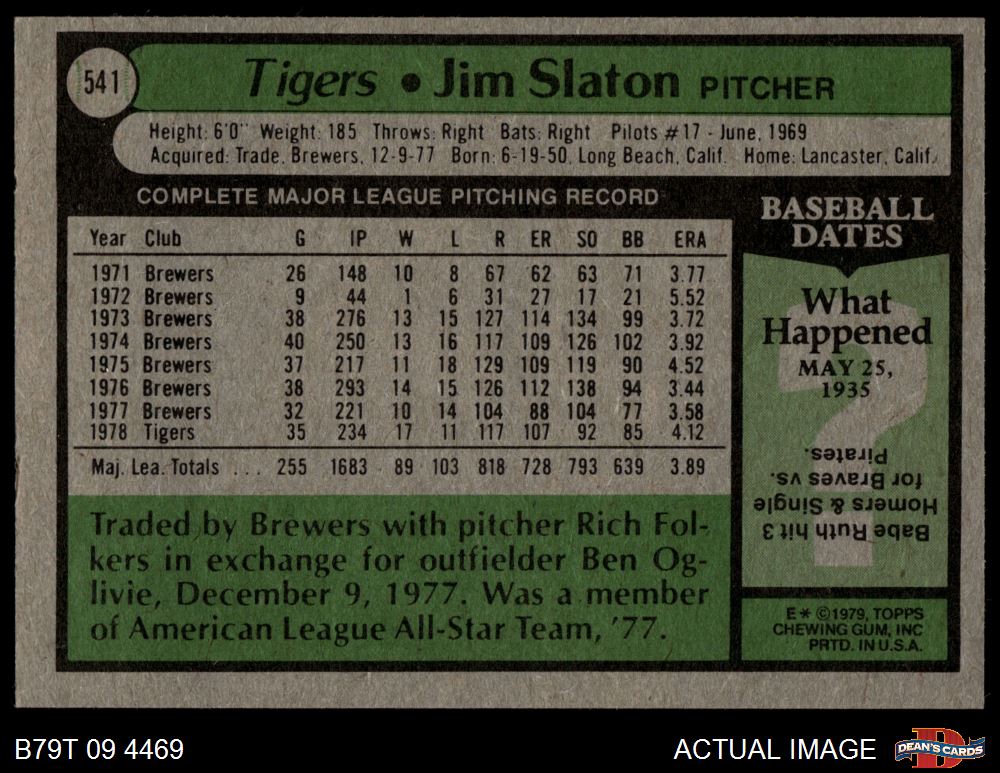 541
Tigers • Jim Slaton PITCHER
Height: 6'0" Weight: 185 Throws: Right Bats: Right Pilots #17 - June, 1969
Acquired: Trade, Brewers, 12-9-77 Born: 6-19-50, Long Beach, Calif. Home: Lancaster, Calif.
COMPLETE MAJOR LEAGUE PITCHING RECORD
Year Club G IP W L R ER SO BB ERA
1971 Brewers 26 148 10 8 67 62 63 71 3.77
1972 Brewers 9 44 1 6 31 27 17 21 5.52
1973 Brewers 38 276 13 15 127 114 134 99 3.72
1974 Brewers 40 250 13 16 117 109 126 102 3.92
1975 Brewers 37 217 11 18 129 109 119 90 4.52
1976 Brewers 38 293 14 15 126 112 138 94 3.44
1977 Brewers 32 221 10 14 104 88 104 77 3.58
1978 Tigers 35 234 17 11 117 107 92 85 4.12
Maj. Lea. Totals ... 255 1683 89 103 818 728 793 639 3.89
Traded by Brewers with pitcher Rich Fol-
kers in exchange for outfielder Ben Og-
livie, December 9, 1977. Was a member
of American League All-Star Team, '77.
BASEBALL
DATES
What
Happened
MAY 25,
1935
?
Babe Ruth hit 3
Homers & Single
for Braves vs.
Pirates.
E* ©1979, TOPPS
CHEWING GUM, INC
PRTD. IN U.S.A.
B79T 09 4469
ACTUAL IMAGE
D
DEAN'S CARDS